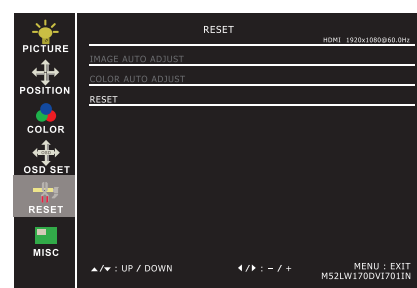 PICTURE
POSITION
COLOR
OSD
OSD SET
RESET
MISC
RESET
HDMI 1920x1080@60.0Hz
IMAGE AUTO ADJUST
COLOR AUTO ADJUST
RESET
▲/▼ : UP / DOWN
◀/▶ : – / +
MENU : EXIT
M52LW170DVI701IN